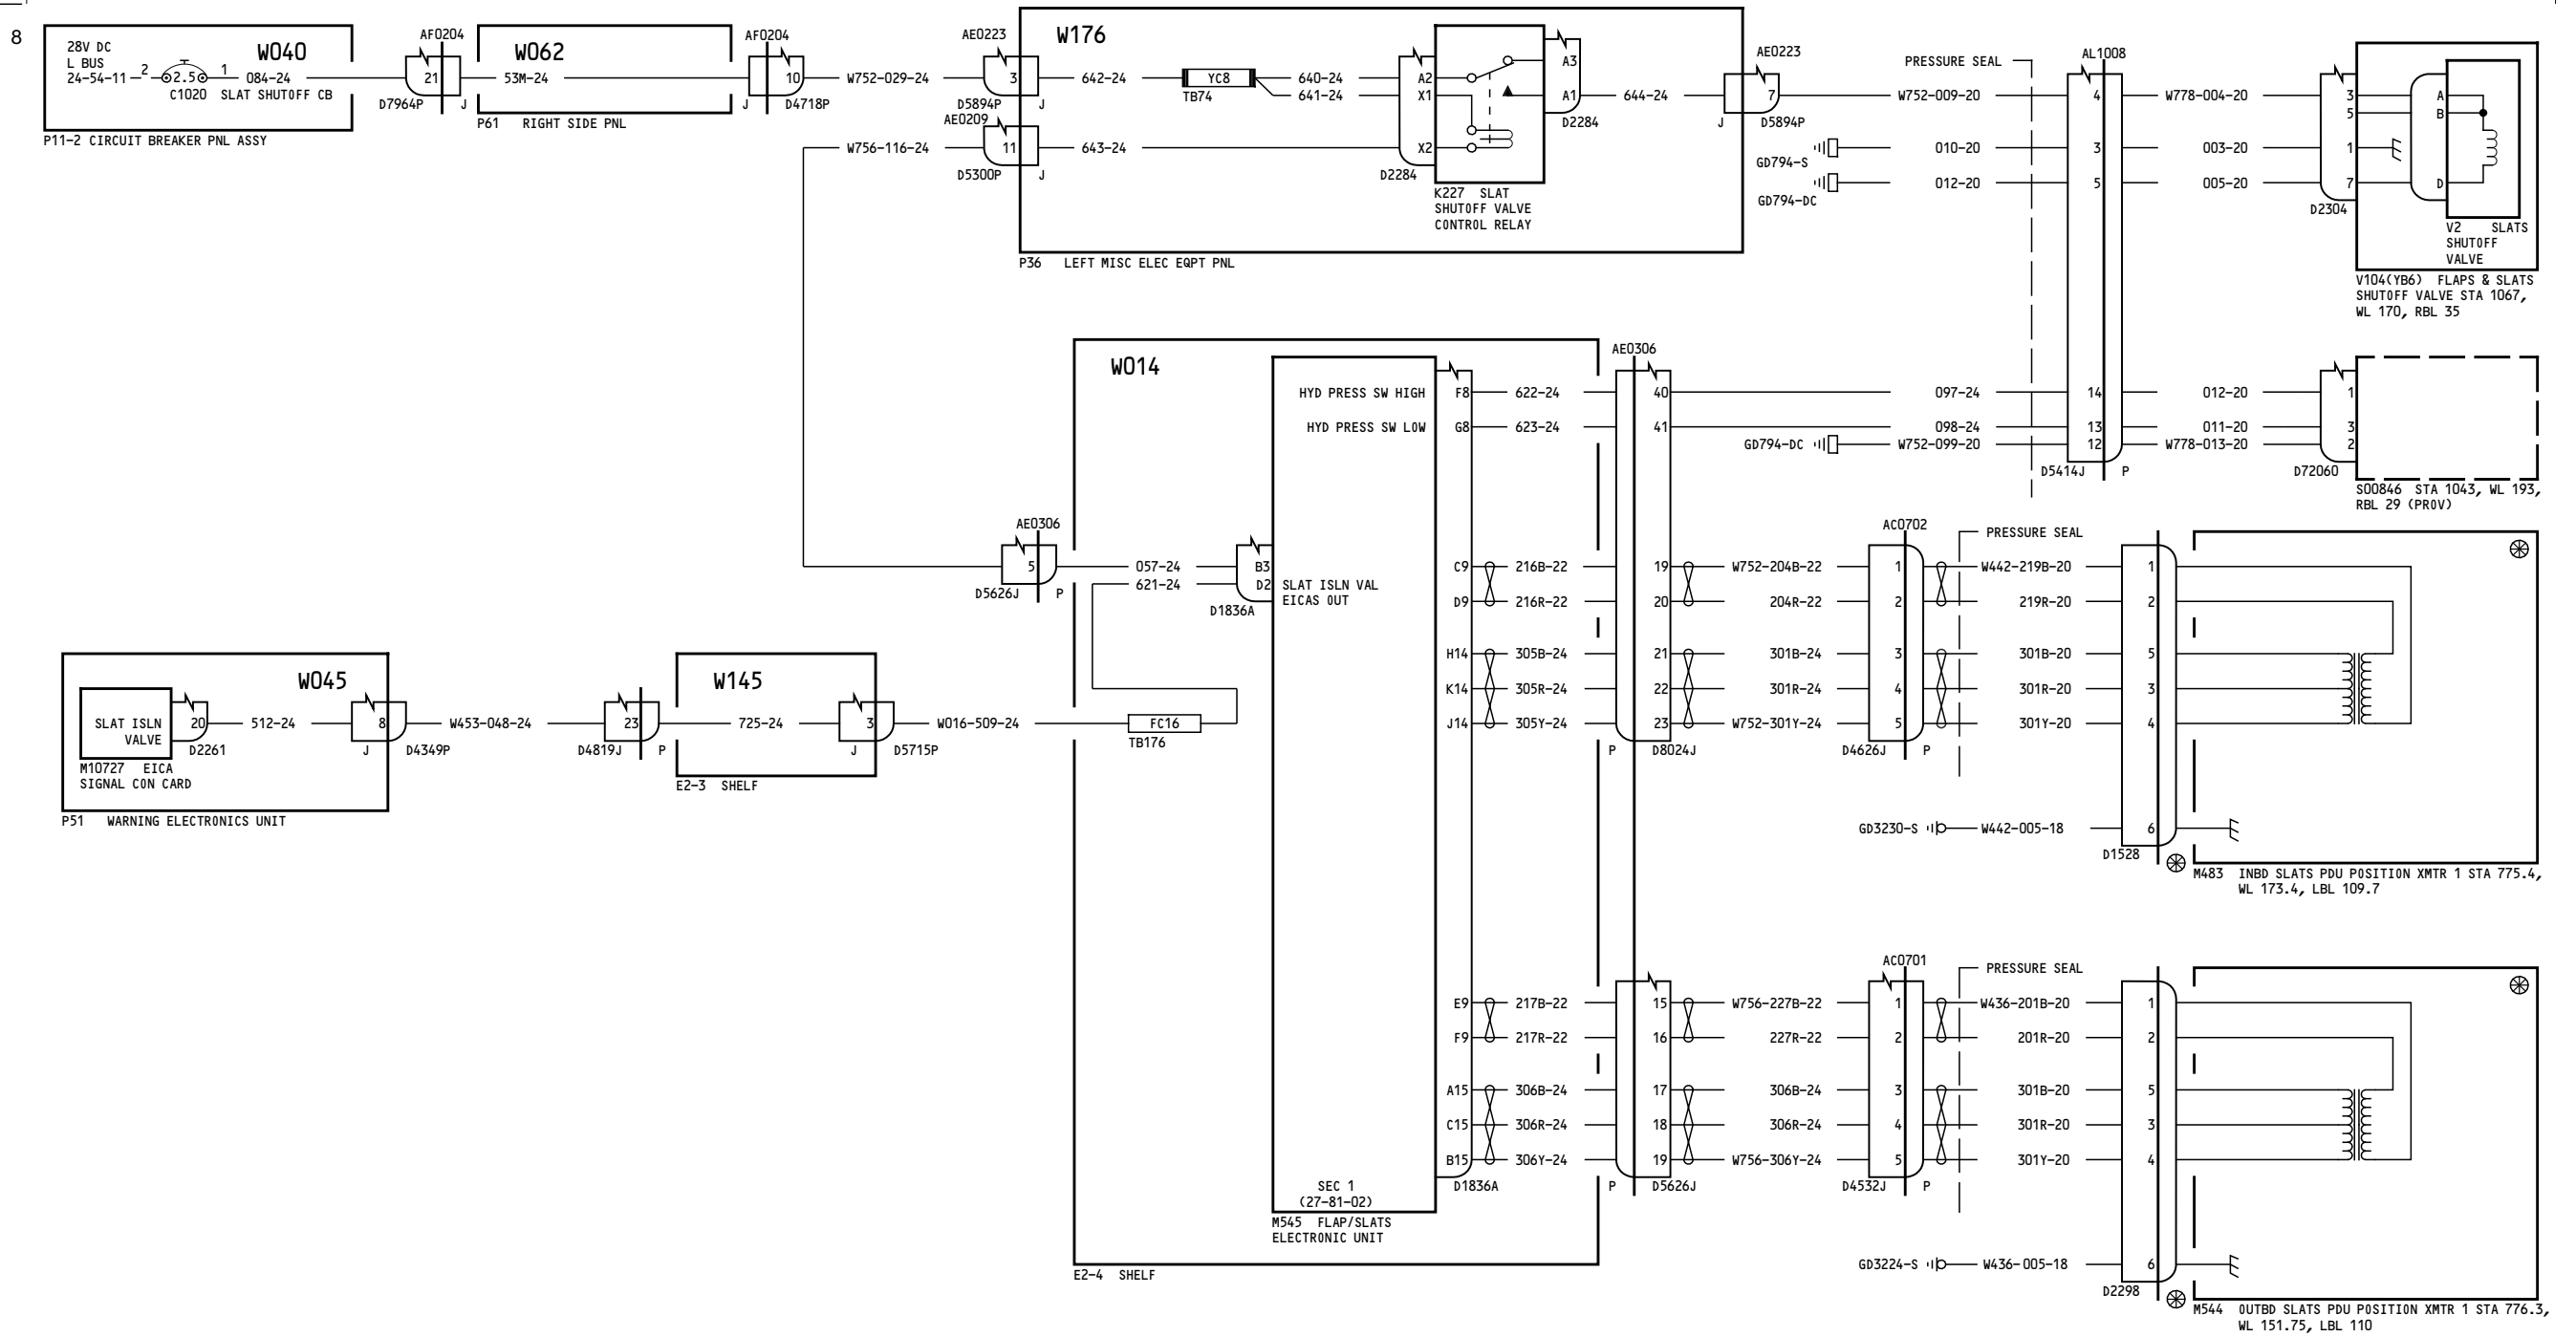 8
28V DC
L BUS
24-54-11
2
2.5
1
084-24
C1020 SLAT SHUTOFF CB
W040
P11-2 CIRCUIT BREAKER PNL ASSY
AF0204
21
D7964P
J
W062
53M-24
P61 RIGHT SIDE PNL
AF0204
10
J
D4718P
W752-029-24
AE0223
3
D5894P
J
AE0209
W756-116-24
11
D5300P
J
W176
642-24
YC8
TB74
640-24
641-24
643-24
A2
X1
X2
D2284
A3
A1
D2284
K227 SLAT
SHUTOFF VALVE
CONTROL RELAY
644-24
P36 LEFT MISC ELEC EQPT PNL
AE0223
7
J
D5894P
PRESSURE SEAL
W752-009-20
GD794-S
010-20
GD794-DC
012-20
AL1008
4
3
5
W778-004-20
003-20
005-20
3
5
1
7
D2304
A
B
D
V2 SLATS
SHUTOFF
VALVE
V104(YB6) FLAPS & SLATS
SHUTOFF VALVE STA 1067,
WL 170, RBL 35
W014
HYD PRESS SW HIGH
F8
622-24
HYD PRESS SW LOW
G8
623-24
AE0306
40
41
097-24
098-24
GD794-DC
W752-099-20
14
13
12
D5414J
P
012-20
011-20
W778-013-20
1
3
2
D72060
S00846 STA 1043, WL 193,
RBL 29 (PROV)
AE0306
5
D5626J
P
057-24
621-24
B3
D2
D1836A
SLAT ISLN VAL
EICAS OUT
C9
216B-22
19
W752-204B-22
D9
216R-22
20
204R-22
H14
305B-24
21
301B-24
K14
305R-24
22
301R-24
J14
305Y-24
23
W752-301Y-24
P
D8024J
AC0702
1
2
3
4
5
D4626J
P
PRESSURE SEAL
W442-219B-20
219R-20
301B-20
301R-20
301Y-20
1
2
5
3
4
GD3230-S
W442-005-18
6
D1528
M483 INBD SLATS PDU POSITION XMTR 1 STA 775.4,
WL 173.4, LBL 109.7
SLAT ISLN
VALVE
20
D2261
M10727 EICA
SIGNAL CON CARD
W045
512-24
8
J
D4349P
P51 WARNING ELECTRONICS UNIT
W453-048-24
23
D4819J
P
W145
725-24
3
J
D5715P
E2-3 SHELF
W016-509-24
FC16
TB176
E9
217B-22
15
W756-227B-22
F9
217R-22
16
227R-22
A15
306B-24
17
306B-24
C15
306R-24
18
306R-24
B15
306Y-24
19
W756-306Y-24
D1836A
P
D5626J
SEC 1
(27-81-02)
M545 FLAP/SLATS
ELECTRONIC UNIT
E2-4 SHELF
AC0701
1
2
3
4
5
D4532J
P
PRESSURE SEAL
W436-201B-20
201R-20
301B-20
301R-20
301Y-20
1
2
5
3
4
GD3224-S
W436-005-18
6
D2298
M544 OUTBD SLATS PDU POSITION XMTR 1 STA 776.3,
WL 151.75, LBL 110